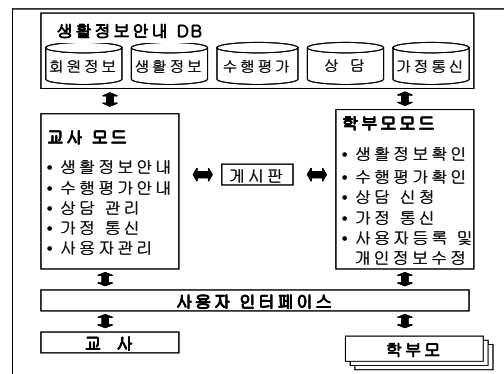 생활정보안내 DB
회원정보 생활정보 수행평가 상 담 가정통신
교사 모드
• 생활정보안내
• 수행평가안내
• 상담 관리
• 가정 통신
• 사용자관리
게시판
학부모모드
• 생활정보확인
• 수행평가확인
• 상담 신청
• 가정 통신
• 사용자등록 및
개인정보수정
사용자 인터페이스
교 사
학부모